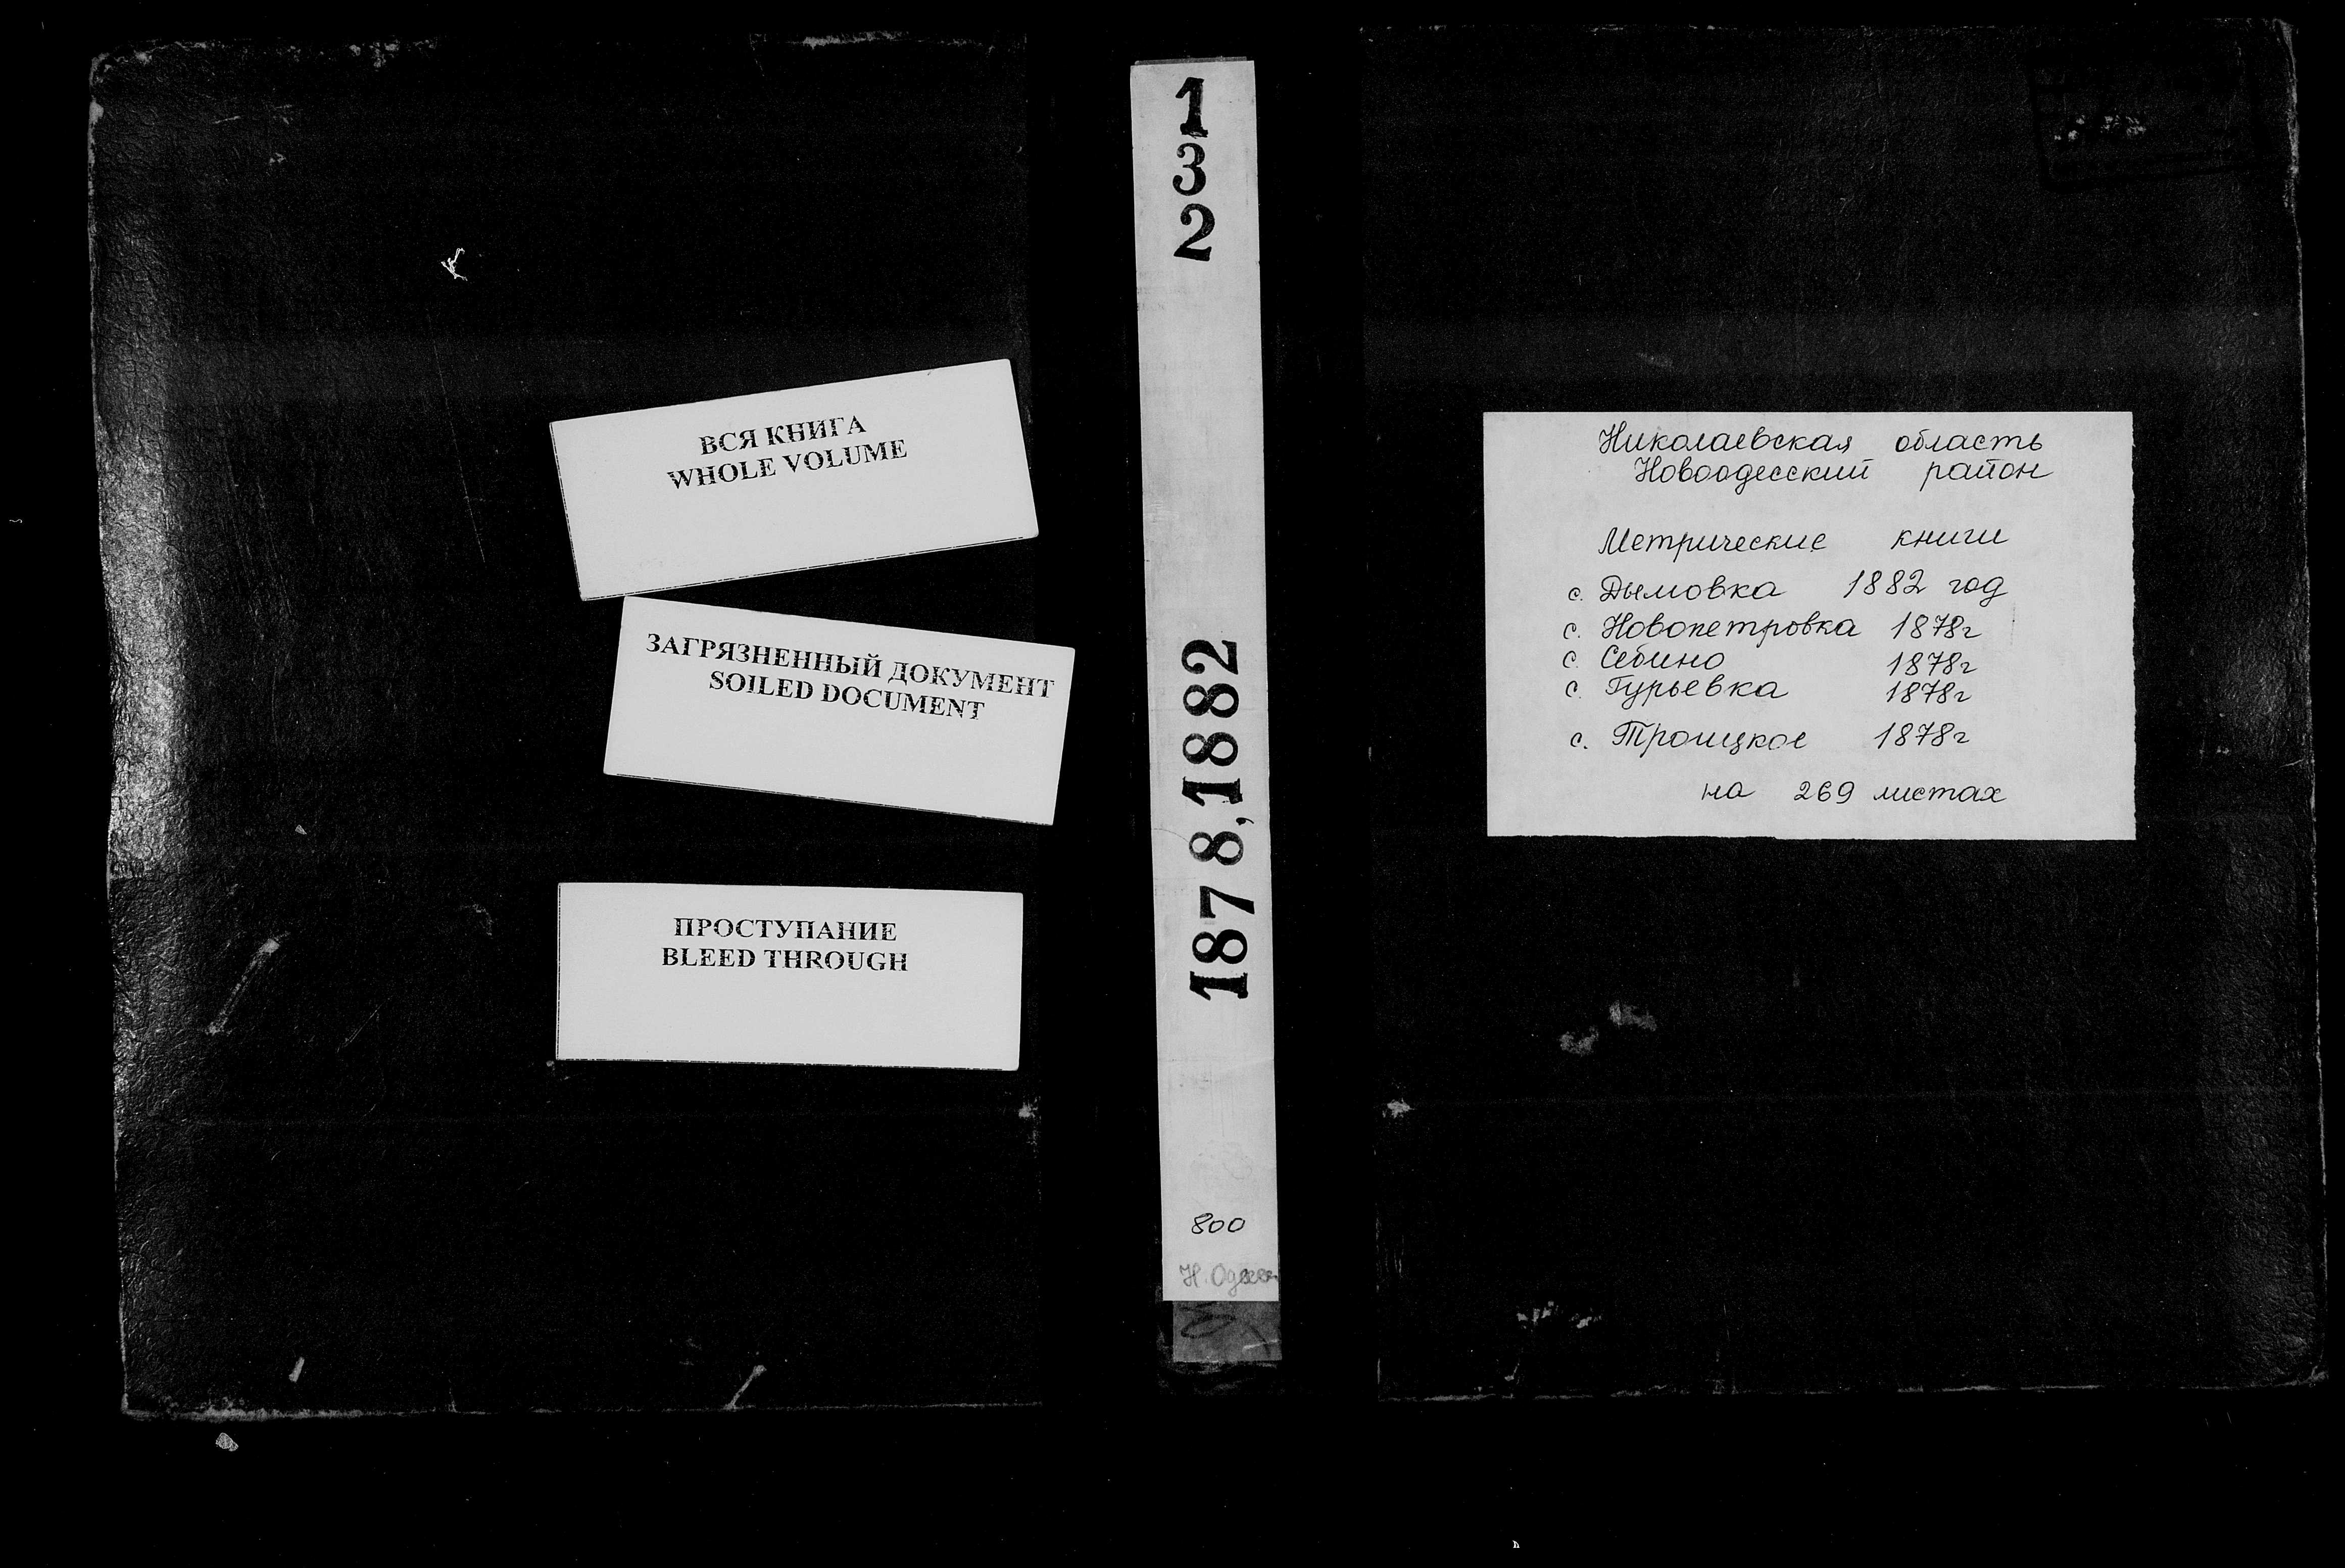 ВСЯ КНИГА
WHOLE VOLUME
ЗАГРЯЗНЕННЫЙ ДОКУМЕНТ
SOILED DOCUMENT
ПРОСТУПАНИЕ
BLEED THROUGH
1
3
2
1878,1882
800
Н.Одесс
Николаевская область
Новоодесский район
Метрические книги
с. Дымовка 1882 год
с. Новопетровка 1878г
с. Себино 1878г
с. Гурьевка 1878г
с. Троицкое 1878г
на 269 листах